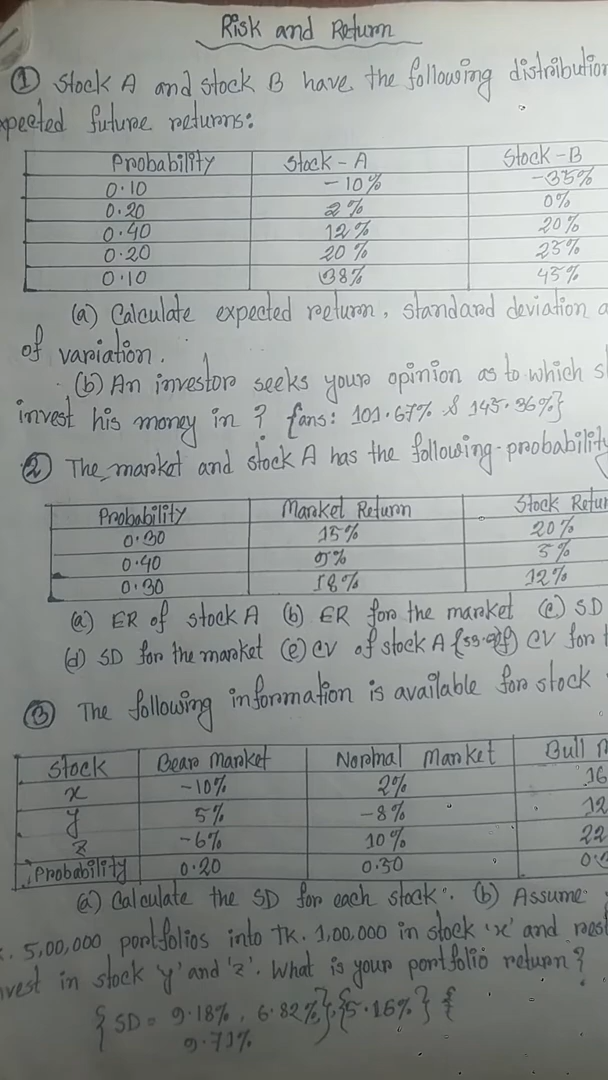 Risk and Return
① Stock A and stock B have the following distribution
xpected future returns:
Probability Stock - A Stock - B
0.10 -10% -35%
0.20 2% 0%
0.40 12% 20%
0.20 20% 25%
0.10 38% 45%
(a) Calculate expected return, standard deviation a
of variation.
(b) An investor seeks your opinion as to which s
invest his money in? {ans: 101.67% & 145.36%}
② The market and stock A has the following probability
Probability Market Return Stock Retur
0.30 15% 20%
0.40 5%
0.30 18% 12%
(a) ER of stock A (b) ER for the market (c) SD
(d) SD for the market (e) CV of stock A (f) CV for t
③ The following information is available for stock
Stock Bear Market Normal Market Bull M
x -10% 2% 16
y 5% -8% 12
z -6% 10% 22
Probability 0.20 0.50
(a) Calculate the SD for each stock. (b) Assume
5,00,000 portfolios into TK. 1,00,000 in stock 'x' and rest
nvest in stock 'y' and 'z'. What is your portfolio return?
{SD = 9.18%, 6.82%} {5.16%} {
9.71%